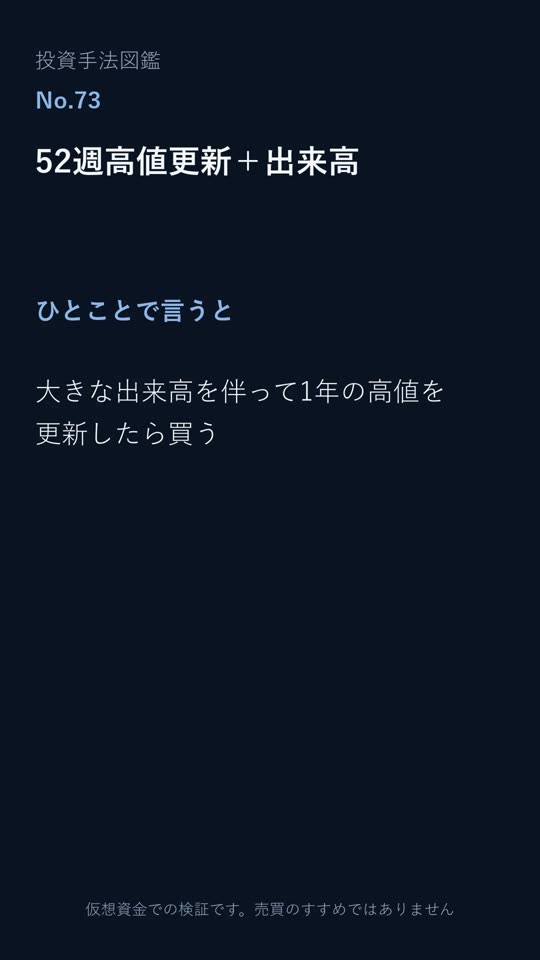 投資手法図鑑
No.73
52週高値更新＋出来高
ひとことで言うと
大きな出来高を伴って1年の高値を
更新したら買う
仮想資金での検証です。売買のすすめではありません